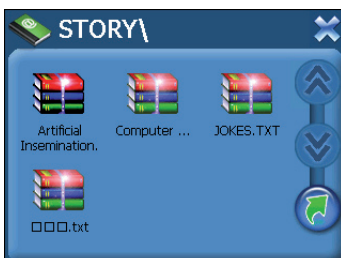 STORY\
Artificial
Insemination.
Computer ...
JOKES.TXT
□□□.txt